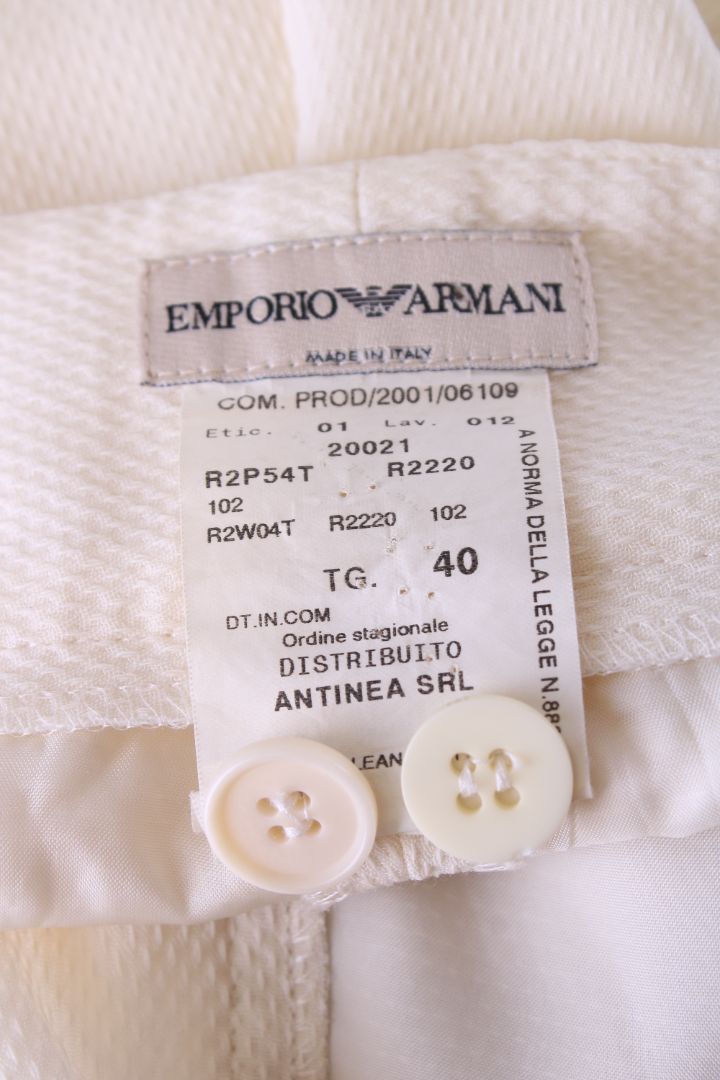 EMPORIO ARMANI
MADE IN ITALY
COM. PROD/2001/06109
Etic. 01 Lav. 012
20021
R2P54T R2220
102
R2W04T R2220 102
TG. 40
DT.IN.COM
Ordine stagionale
DISTRIBUITO
ANTINEA SRL
A NORMA DELLA LEGGE N.88